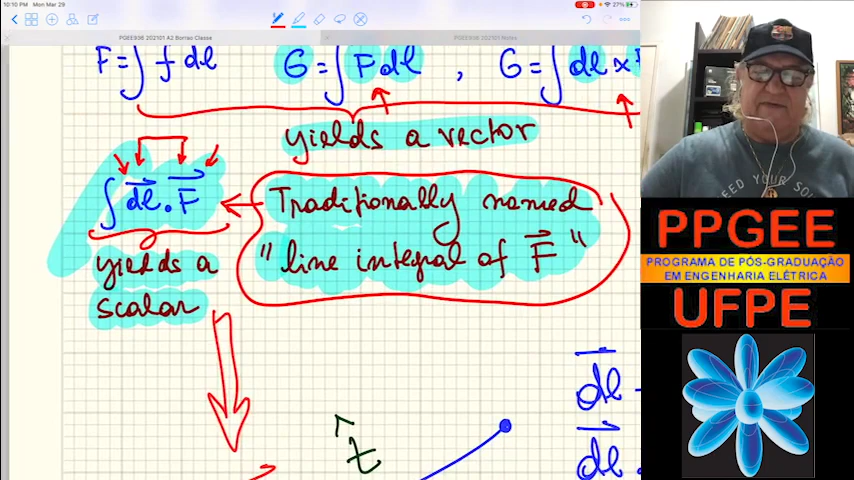 10:10 PM Mon Mar 29
27%
PGEE938 202101 A2 Borrao Classe
PGEE938 202101 Notes
F = ∫ f dl
G = ∫ F dl , G = ∫ dl ×
yields a vector
∫ dl · F
Traditionally named
"line integral of F"
yields a
scalar
t
dl
dl
EED YOUR SOU
PPGEE
PROGRAMA DE PÓS-GRADUAÇÃO
EM ENGENHARIA ELÉTRICA
UFPE